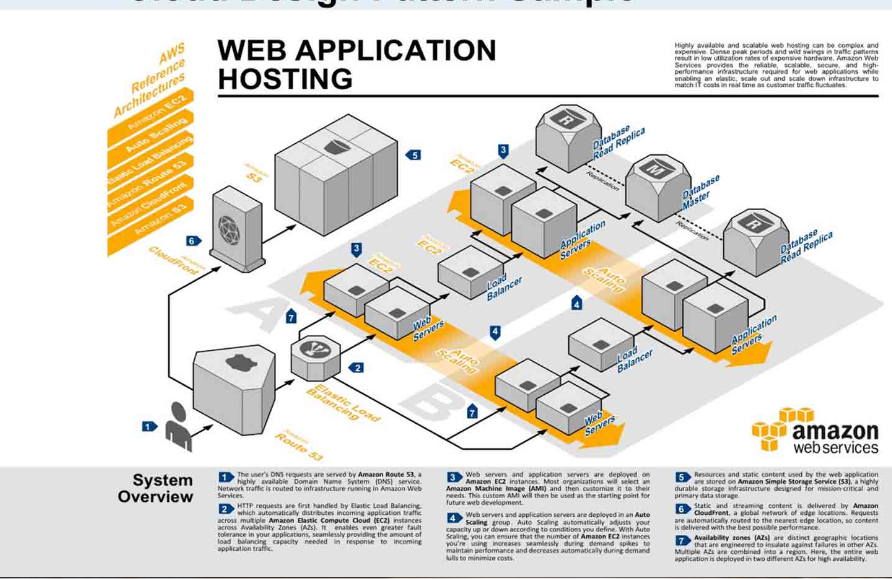 WEB APPLICATION
HOSTING
Highly available and scalable web hosting can be complex and
expensive. Dense peak periods and wild swings in traffic patterns
result in low utilization rates of expensive hardware. Amazon Web
Services provides the reliable, scalable, secure, and high-
performance infrastructure required for web applications while
enabling an elastic, scale out and scale down infrastructure to
match IT costs in real time as customer traffic fluctuates.
AWS
Reference
Architectures
Amazon EC2
Auto Scaling
Elastic Load Balancing
Amazon Route 53
Amazon CloudFront
Amazon S3
Amazon
S3
5
6
Amazon
CloudFront
3
Amazon
EC2
R
Database
Read Replica
Replication
M
Database
Master
Replication
R
Database
Read Replica
Application
Servers
Amazon
EC2
Load
Balancer
3
Amazon
EC2
Web
Servers
Auto
Scaling
4
Application
Servers
A
7
4
Auto
Scaling
Load
Balancer
2
Elastic Load
Balancing
B
7
Web
Servers
1
Amazon
Route 53
amazon
webservices
System
Overview
1 The user's DNS requests are served by Amazon Route 53, a
highly available Domain Name System (DNS) service.
Network traffic is routed to infrastructure running in Amazon Web
Services.
2 HTTP requests are first handled by Elastic Load Balancing,
which automatically distributes incoming application traffic
across multiple Amazon Elastic Compute Cloud (EC2) instances
across Availability Zones (AZs). It enables even greater fault
tolerance in your applications, seamlessly providing the amount of
load balancing capacity needed in response to incoming
application traffic.
3 Web servers and application servers are deployed on
Amazon EC2 instances. Most organizations will select an
Amazon Machine Image (AMI) and then customize it to their
needs. This custom AMI will then be used as the starting point for
future web development.
4 Web servers and application servers are deployed in an Auto
Scaling group. Auto Scaling automatically adjusts your
capacity up or down according to conditions you define. With Auto
Scaling, you can ensure that the number of Amazon EC2 instances
you're using increases seamlessly during demand spikes to
maintain performance and decreases automatically during demand
lulls to minimize costs.
5 Resources and static content used by the web application
are stored on Amazon Simple Storage Service (S3), a highly
durable storage infrastructure designed for mission-critical and
primary data storage.
6 Static and streaming content is delivered by Amazon
CloudFront, a global network of edge locations. Requests
are automatically routed to the nearest edge location, so content
is delivered with the best possible performance.
7 Availability zones (AZs) are distinct geographic locations
that are engineered to insulate against failures in other AZs.
Multiple AZs are combined into a region. Here, the entire web
application is deployed in two different AZs for high availability.